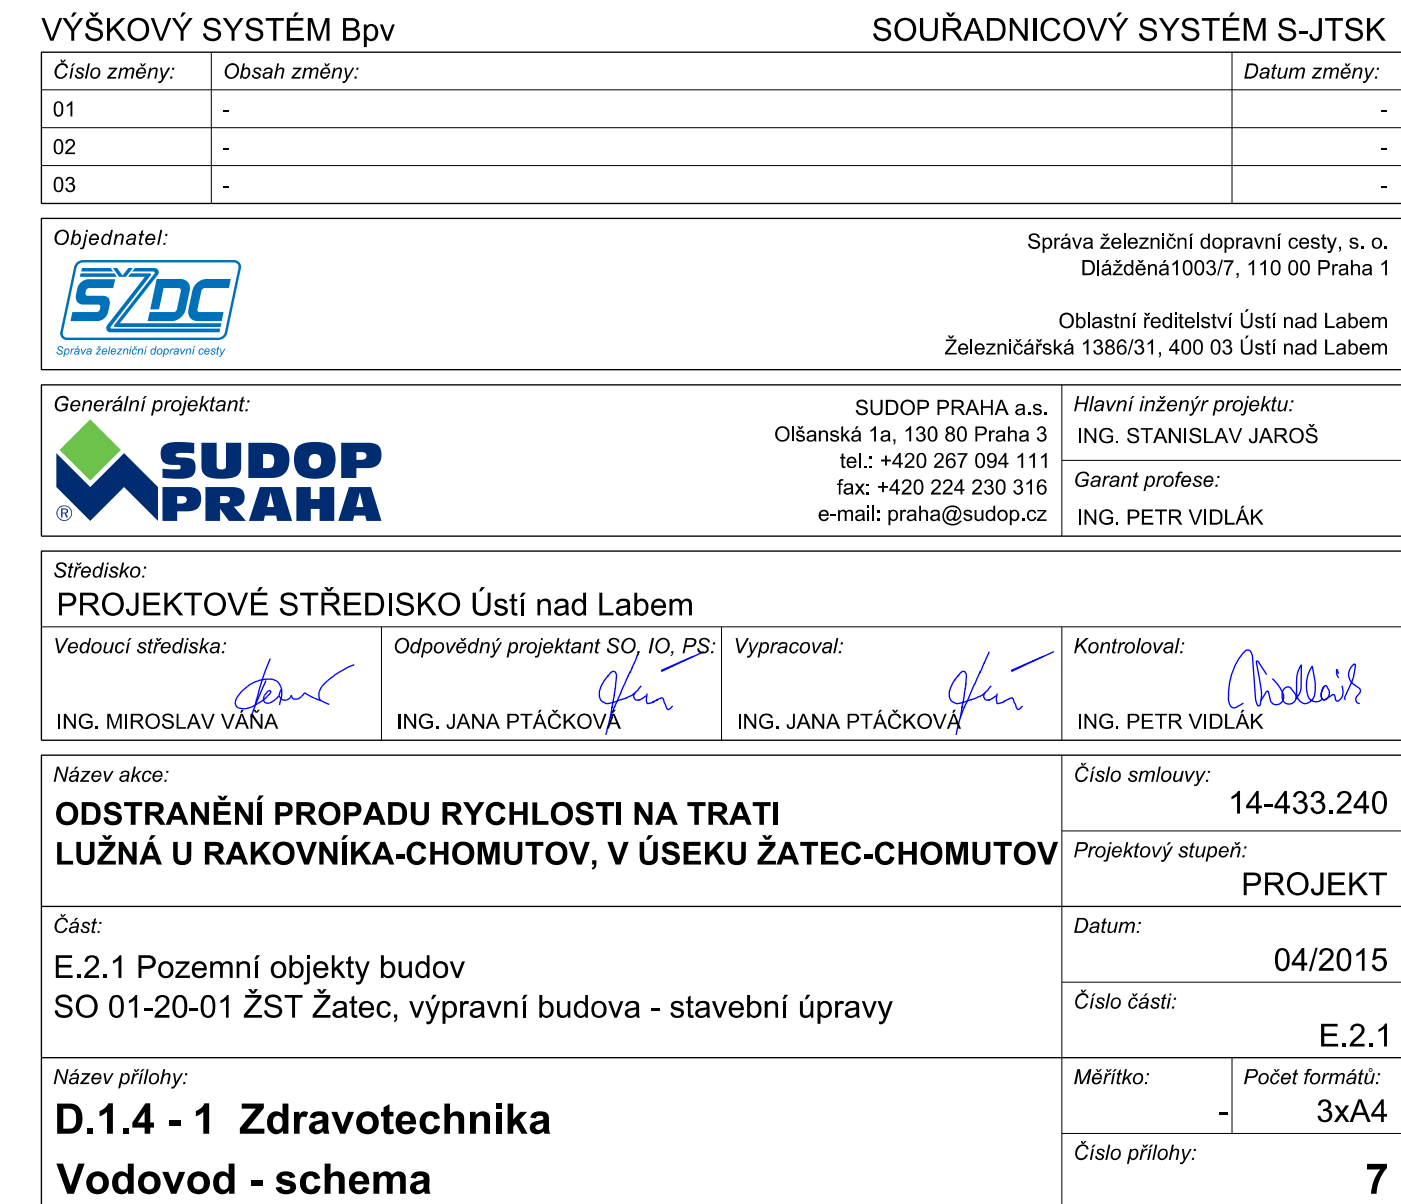 VÝŠKOVÝ SYSTÉM Bpv
SOUŘADNICOVÝ SYSTÉM S-JTSK
Číslo změny: Obsah změny: Datum změny:
01 - -
02 - -
03 - -
Objednatel:
ŠŽDC
Správa železniční dopravní cesty
Správa železniční dopravní cesty, s. o.
Dlážděná1003/7, 110 00 Praha 1
Oblastní ředitelství Ústí nad Labem
Železničářská 1386/31, 400 03 Ústí nad Labem
Generální projektant:
SUDOP
PRAHA
®
SUDOP PRAHA a.s.
Olšanská 1a, 130 80 Praha 3
tel.: +420 267 094 111
fax: +420 224 230 316
e-mail: praha@sudop.cz
Hlavní inženýr projektu:
ING. STANISLAV JAROŠ
Garant profese:
ING. PETR VIDLÁK
Středisko:
PROJEKTOVÉ STŘEDISKO Ústí nad Labem
Vedoucí střediska:
ING. MIROSLAV VÁŇA
Odpovědný projektant SO, IO, PS:
ING. JANA PTÁČKOVÁ
Vypracoval:
ING. JANA PTÁČKOVÁ
Kontroloval:
ING. PETR VIDLÁK
Název akce:
ODSTRANĚNÍ PROPADU RYCHLOSTI NA TRATI
LUŽNÁ U RAKOVNÍKA-CHOMUTOV, V ÚSEKU ŽATEC-CHOMUTOV
Číslo smlouvy:
14-433.240
Projektový stupeň:
PROJEKT
Část:
E.2.1 Pozemní objekty budov
SO 01-20-01 ŽST Žatec, výpravní budova - stavební úpravy
Datum:
04/2015
Číslo části:
E.2.1
Název přílohy:
D.1.4 - 1 Zdravotechnika
Vodovod - schema
Měřítko:
-
Počet formátů:
3xA4
Číslo přílohy:
7